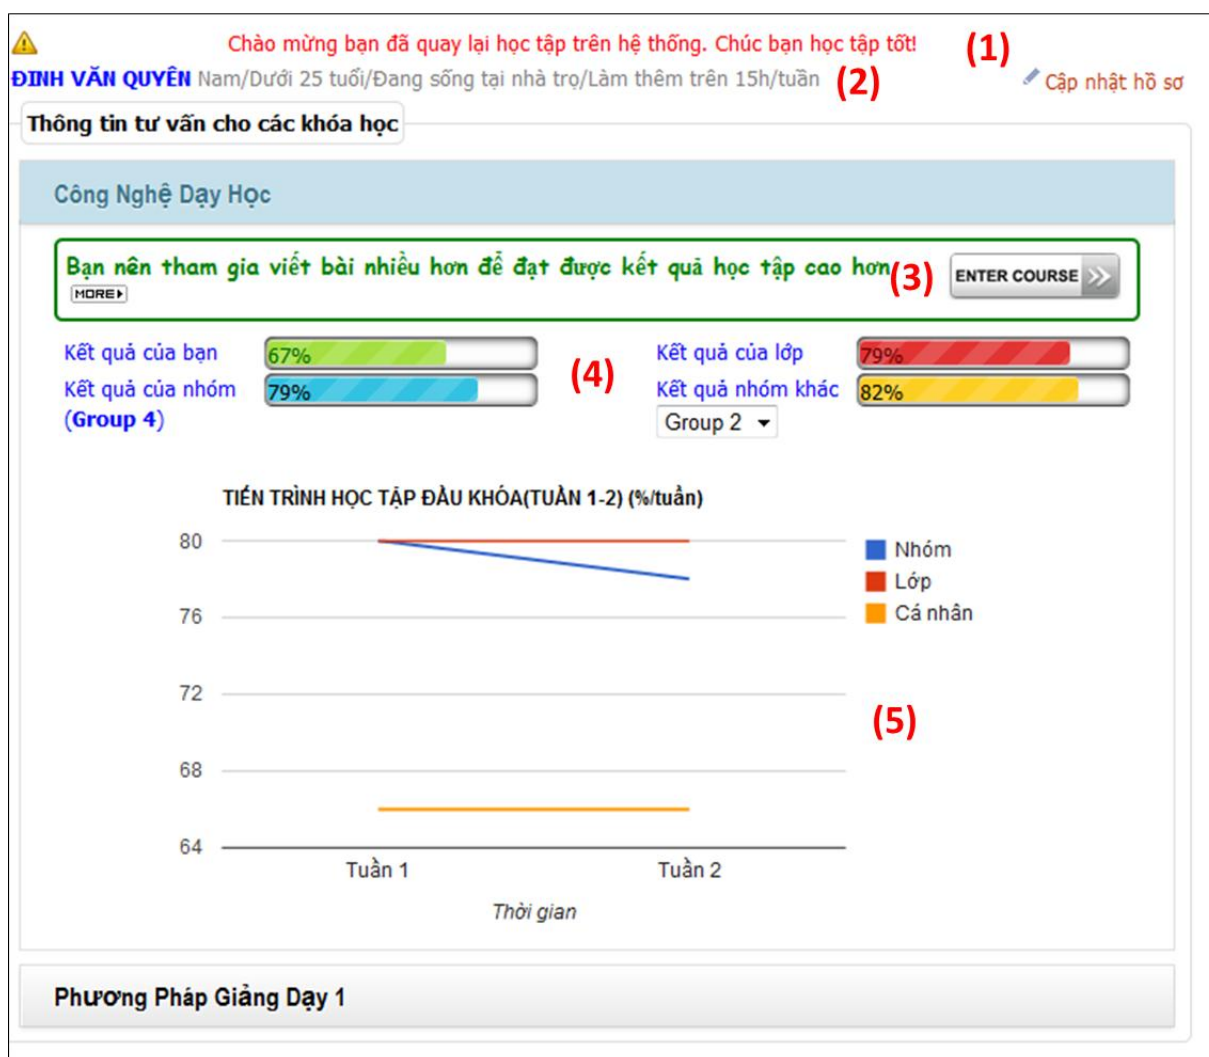 Chào mừng bạn đã quay lại học tập trên hệ thống. Chúc bạn học tập tốt! (1)
ĐINH VĂN QUYÊN Nam/Dưới 25 tuổi/Đang sống tại nhà trọ/Làm thêm trên 15h/tuần (2) Cập nhật hồ sơ
Thông tin tư vấn cho các khóa học
Công Nghệ Dạy Học
Bạn nên tham gia viết bài nhiều hơn để đạt được kết quả học tập cao hơn (3) ENTER COURSE
MORE
Kết quả của bạn 67% (4) Kết quả của lớp 79%
Kết quả của nhóm 79% Kết quả nhóm khác 82%
(Group 4) Group 2
TIẾN TRÌNH HỌC TẬP ĐẦU KHÓA(TUẦN 1-2) (%/tuần)
80
Nhóm
Lớp
76
Cá nhân
72
(5)
68
64
Tuần 1 Tuần 2
Thời gian
Phương Pháp Giảng Dạy 1